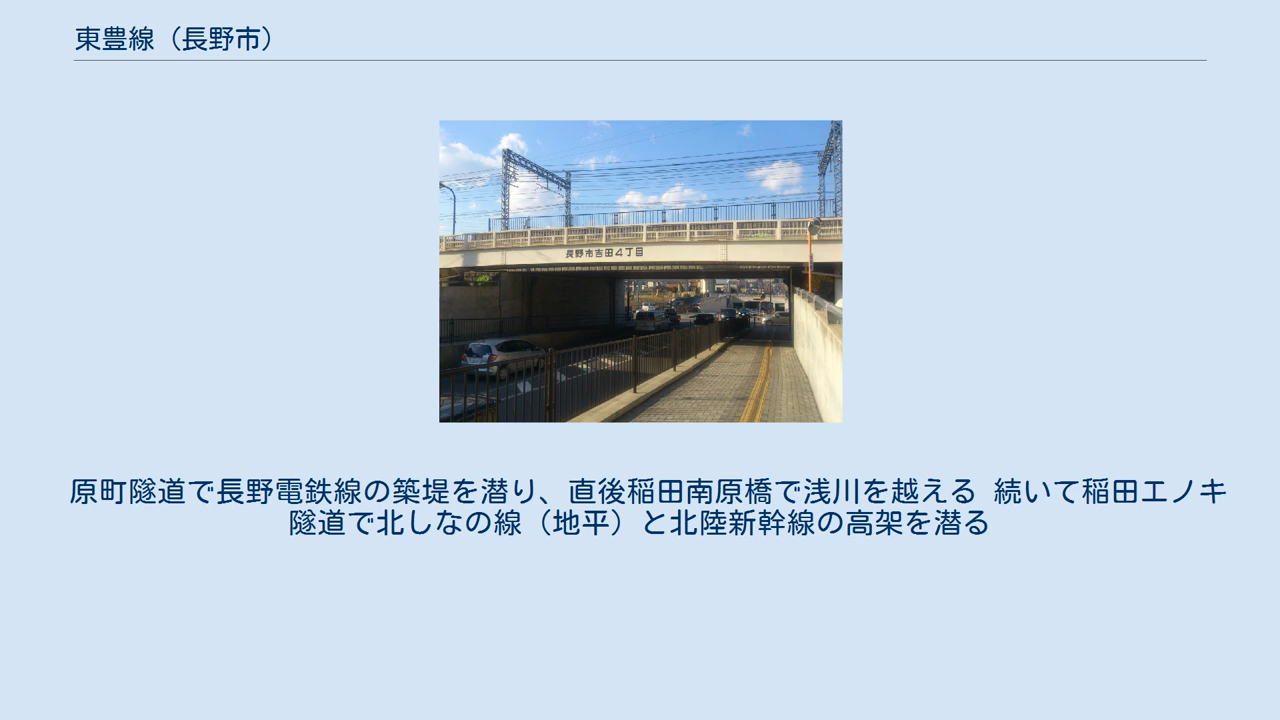 東豊線（長野市）
長野市吉田４丁目
原町隧道で長野電鉄線の築堤を潜り、直後稲田南原橋で浅川を越える 続いて稲田エノキ
隧道で北しなの線（地平）と北陸新幹線の高架を潜る